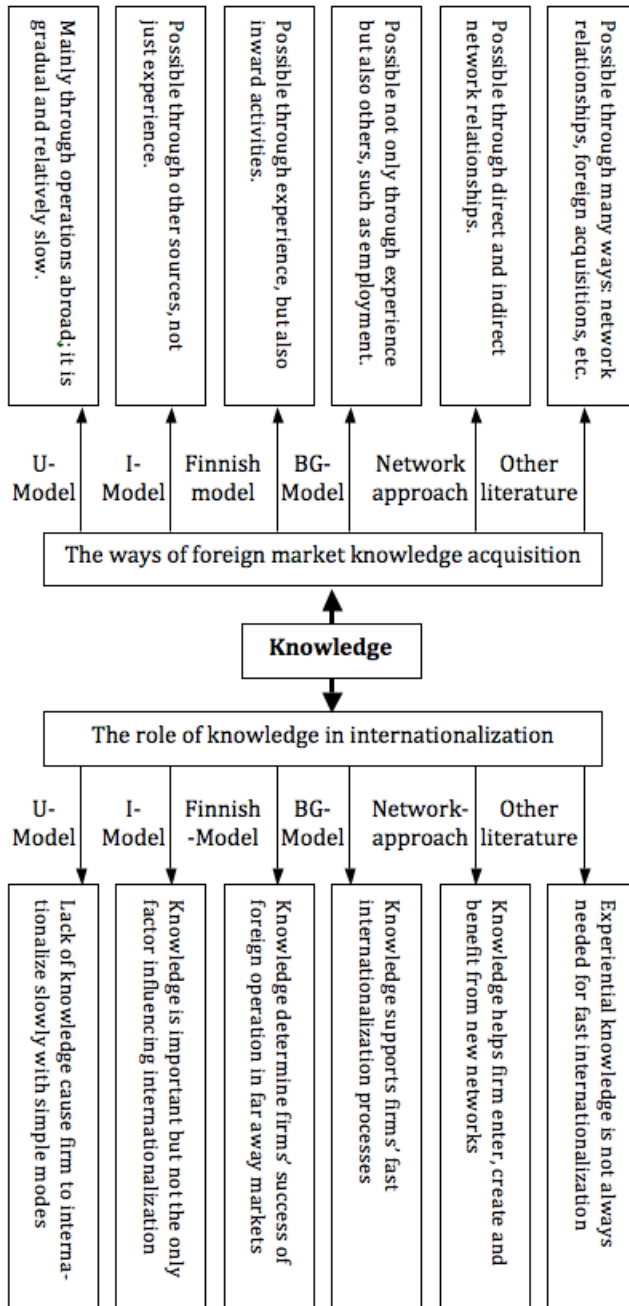 Mainly through operations abroad; it is
gradual and relatively slow.
Possible through other sources, not
just experience.
Possible through experience, but also
inward activities.
Possible not only through experience
but also others, such as employment.
Possible through direct and indirect
network relationships.
Possible through many ways: network
relationships, foreign acquisitions, etc.
U-
Model
I-
Model
Finnish
model
BG-
Model
Network
approach
Other
literature
The ways of foreign market knowledge acquisition
Knowledge
The role of knowledge in internationalization
U-
Model
I-
Model
Finnish
-Model
BG-
Model
Network-
approach
Other
literature
Lack of knowledge cause firm to interna-
tionalize slowly with simple modes
Knowledge is important but not the only
factor influencing internationalization
Knowledge determine firms' success of
foreign operation in far away markets
Knowledge supports firms' fast
internationalization processes
Knowledge helps firm enter, create and
benefit from new networks
Experiential knowledge is not always
needed for fast internationalization